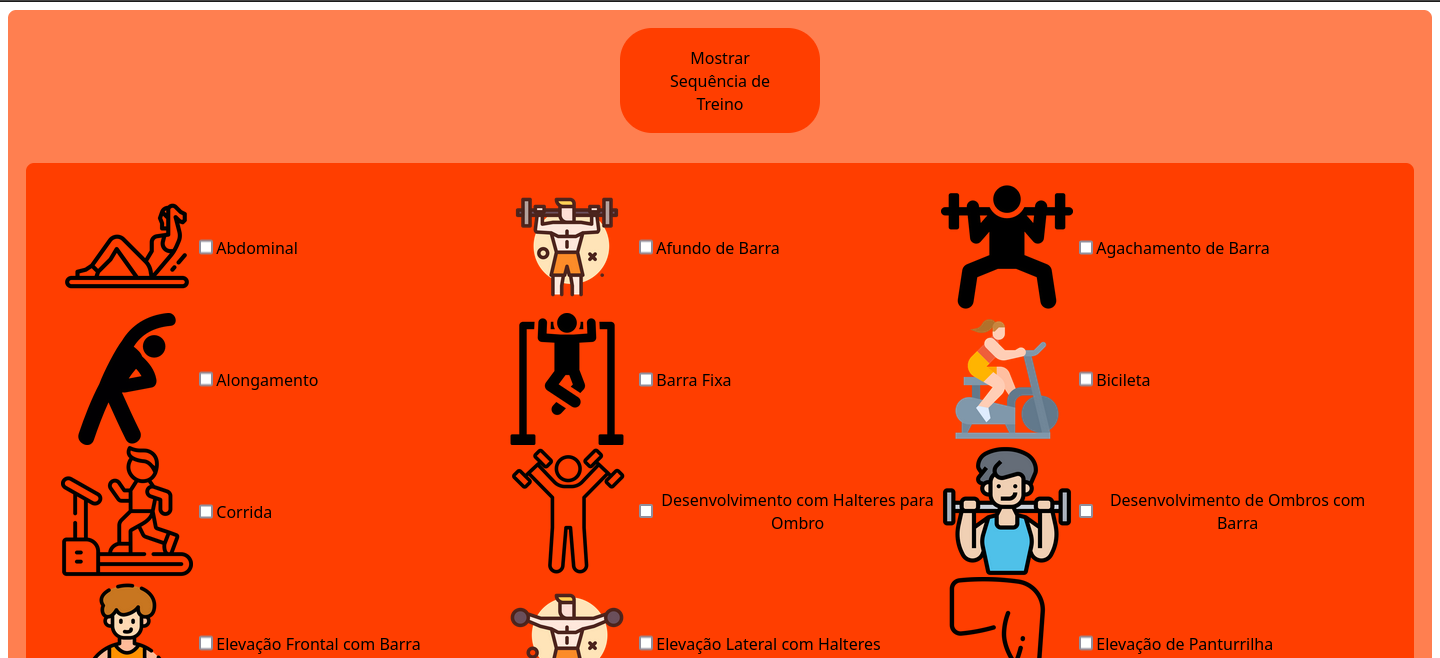 Mostrar
Sequência de
Treino
Abdominal
Afundo de Barra
Agachamento de Barra
Alongamento
Barra Fixa
Bicileta
Corrida
Desenvolvimento com Halteres para
Ombro
Desenvolvimento de Ombros com
Barra
Elevação Frontal com Barra
Elevação Lateral com Halteres
Elevação de Panturrilha